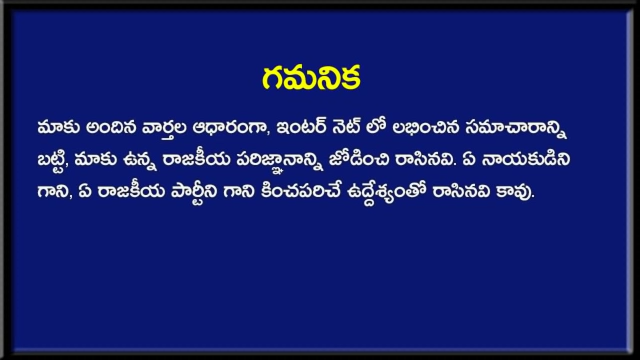 గమనిక
మాకు అందిన వార్తల ఆధారంగా, ఇంటర్ నెట్ లో లభించిన సమాచారాన్ని
బట్టి, మాకు ఉన్న రాజకీయ పరిజ్ఞానాన్ని జోడించి రాసినవి. ఏ నాయకుడిని
గాని, ఏ రాజకీయ పార్టీని గాని కించపరిచే ఉద్దేశ్యంతో రాసినవి కావు.